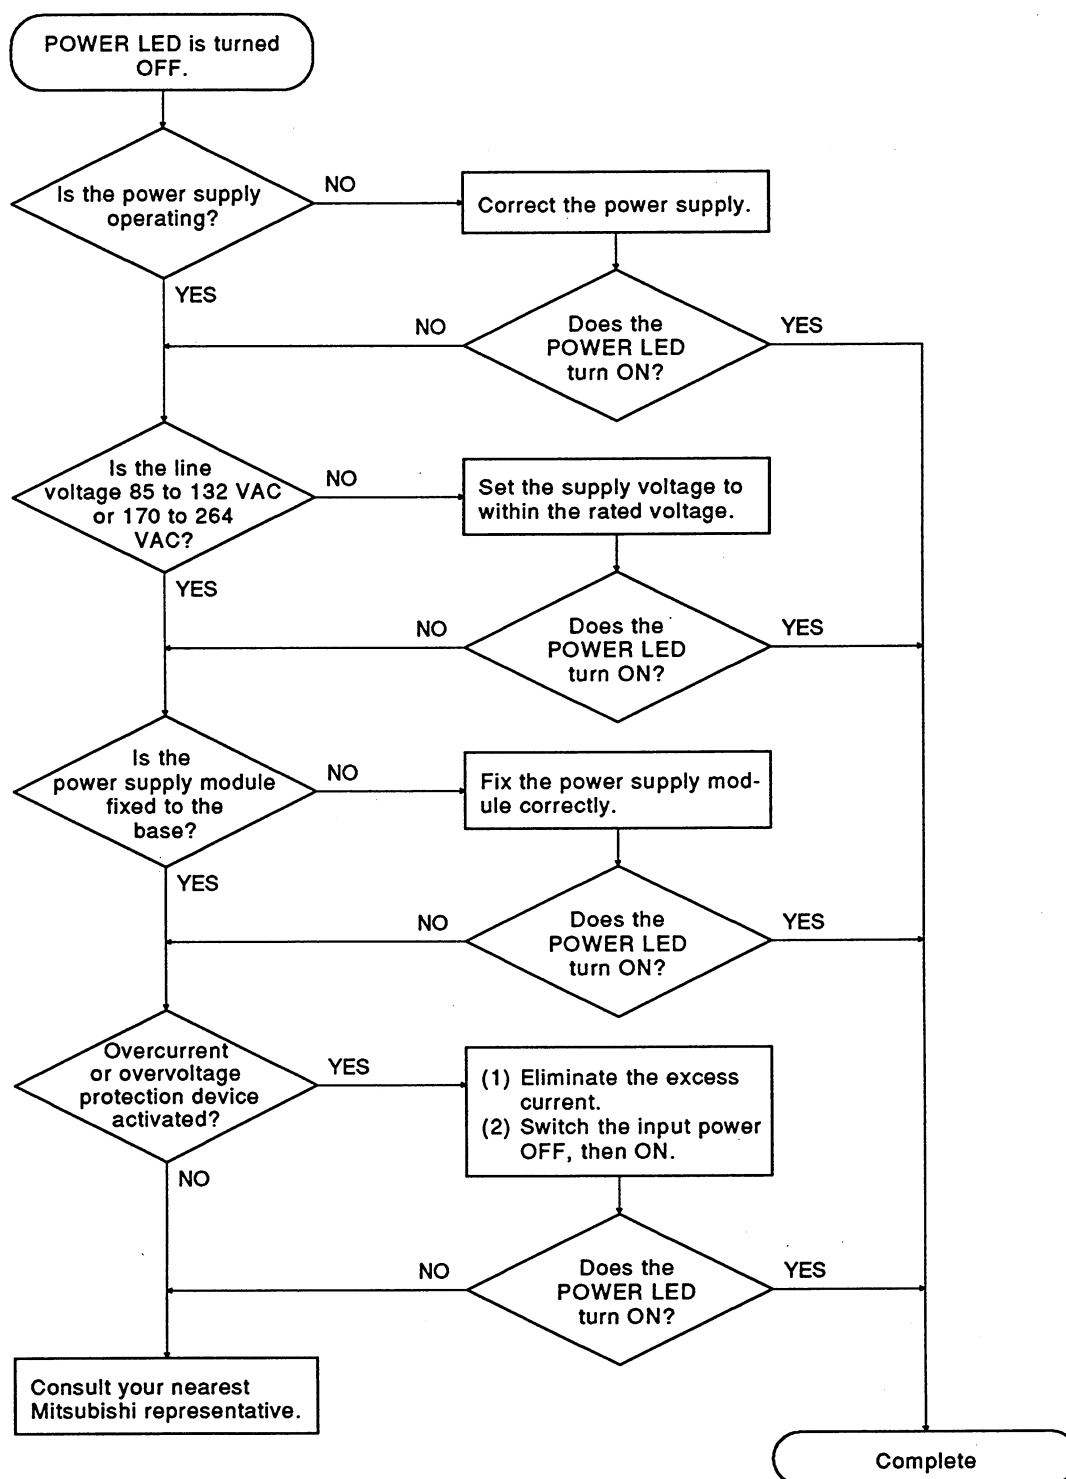 POWER LED is turned
OFF.
Is the power supply
operating?
NO
Correct the power supply.
YES
NO
Does the
POWER LED
turn ON?
YES
Is the line
voltage 85 to 132 VAC
or 170 to 264
VAC?
NO
Set the supply voltage to
within the rated voltage.
YES
NO
Does the
POWER LED
turn ON?
YES
Is the
power supply module
fixed to the
base?
NO
Fix the power supply mod-
ule correctly.
YES
NO
Does the
POWER LED
turn ON?
YES
Overcurrent
or overvoltage
protection device
activated?
YES
(1) Eliminate the excess
current.
(2) Switch the input power
OFF, then ON.
NO
NO
Does the
POWER LED
turn ON?
YES
Consult your nearest
Mitsubishi representative.
Complete